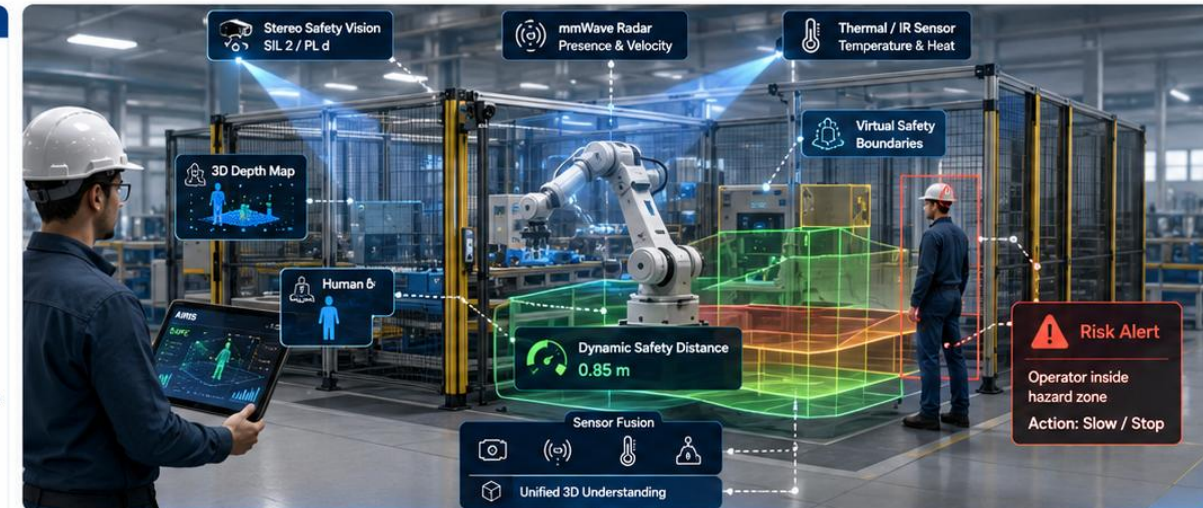 Stereo Safety Vision
SIL 2 / PL d
mmWave Radar
Presence & Velocity
Thermal / IR Sensor
Temperature & Heat
Virtual Safety
Boundaries
3D Depth Map
Human &
AIRIS
SAFE
Dynamic Safety Distance
0.85 m
Risk Alert
Operator inside
hazard zone
Action: Slow / Stop
Sensor Fusion
Unified 3D Understanding